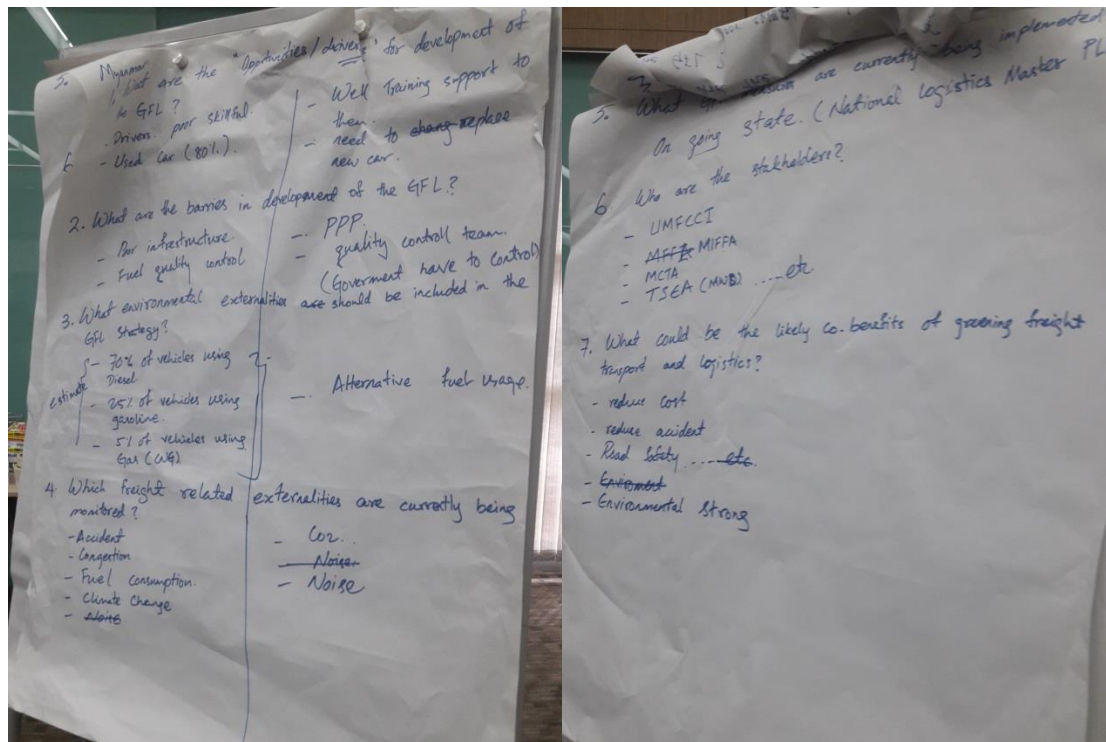 Myanmar
What are the "Opportunities/drivers" for development of
to GFL?
- Drivers poor skillful.
- Used Car (80%).
- Well Training support to
them.
- need to chang replace
new car.
2. What are the barries in development of the GFL?
- Poor infrastructure.
- Fuel quality control
- PPP.
- quality control team.
(Goverment have to control)
3. What environmental externalities are should be included in the
GFL strategy?
estimate
- 70% of vehicles using
Diesel
- 25% of vehicles using
gasoline.
- 5% of vehicles using
Gas (CNG)
- Alternative fuel usage.
4. Which freight related externalities are currently being
monitored?
- Accident
- Congestion
- Fuel Consumption.
- Climate Change
- Noise
- Co2..
- Noise
- Noise
5. What are currently being implemented
On going state. (National Logistics Master PL
6. Who are the stakholders?
- UMFCCI
- MIFFA
- MCTA
- TSEA (MNB) ....etc
7. What could be the likely co-benefits of greening freight
transport and logistics?
- reduce cost
- reduce accident
- Road Safety .....etc.
- Enviroment
- Environmental strong